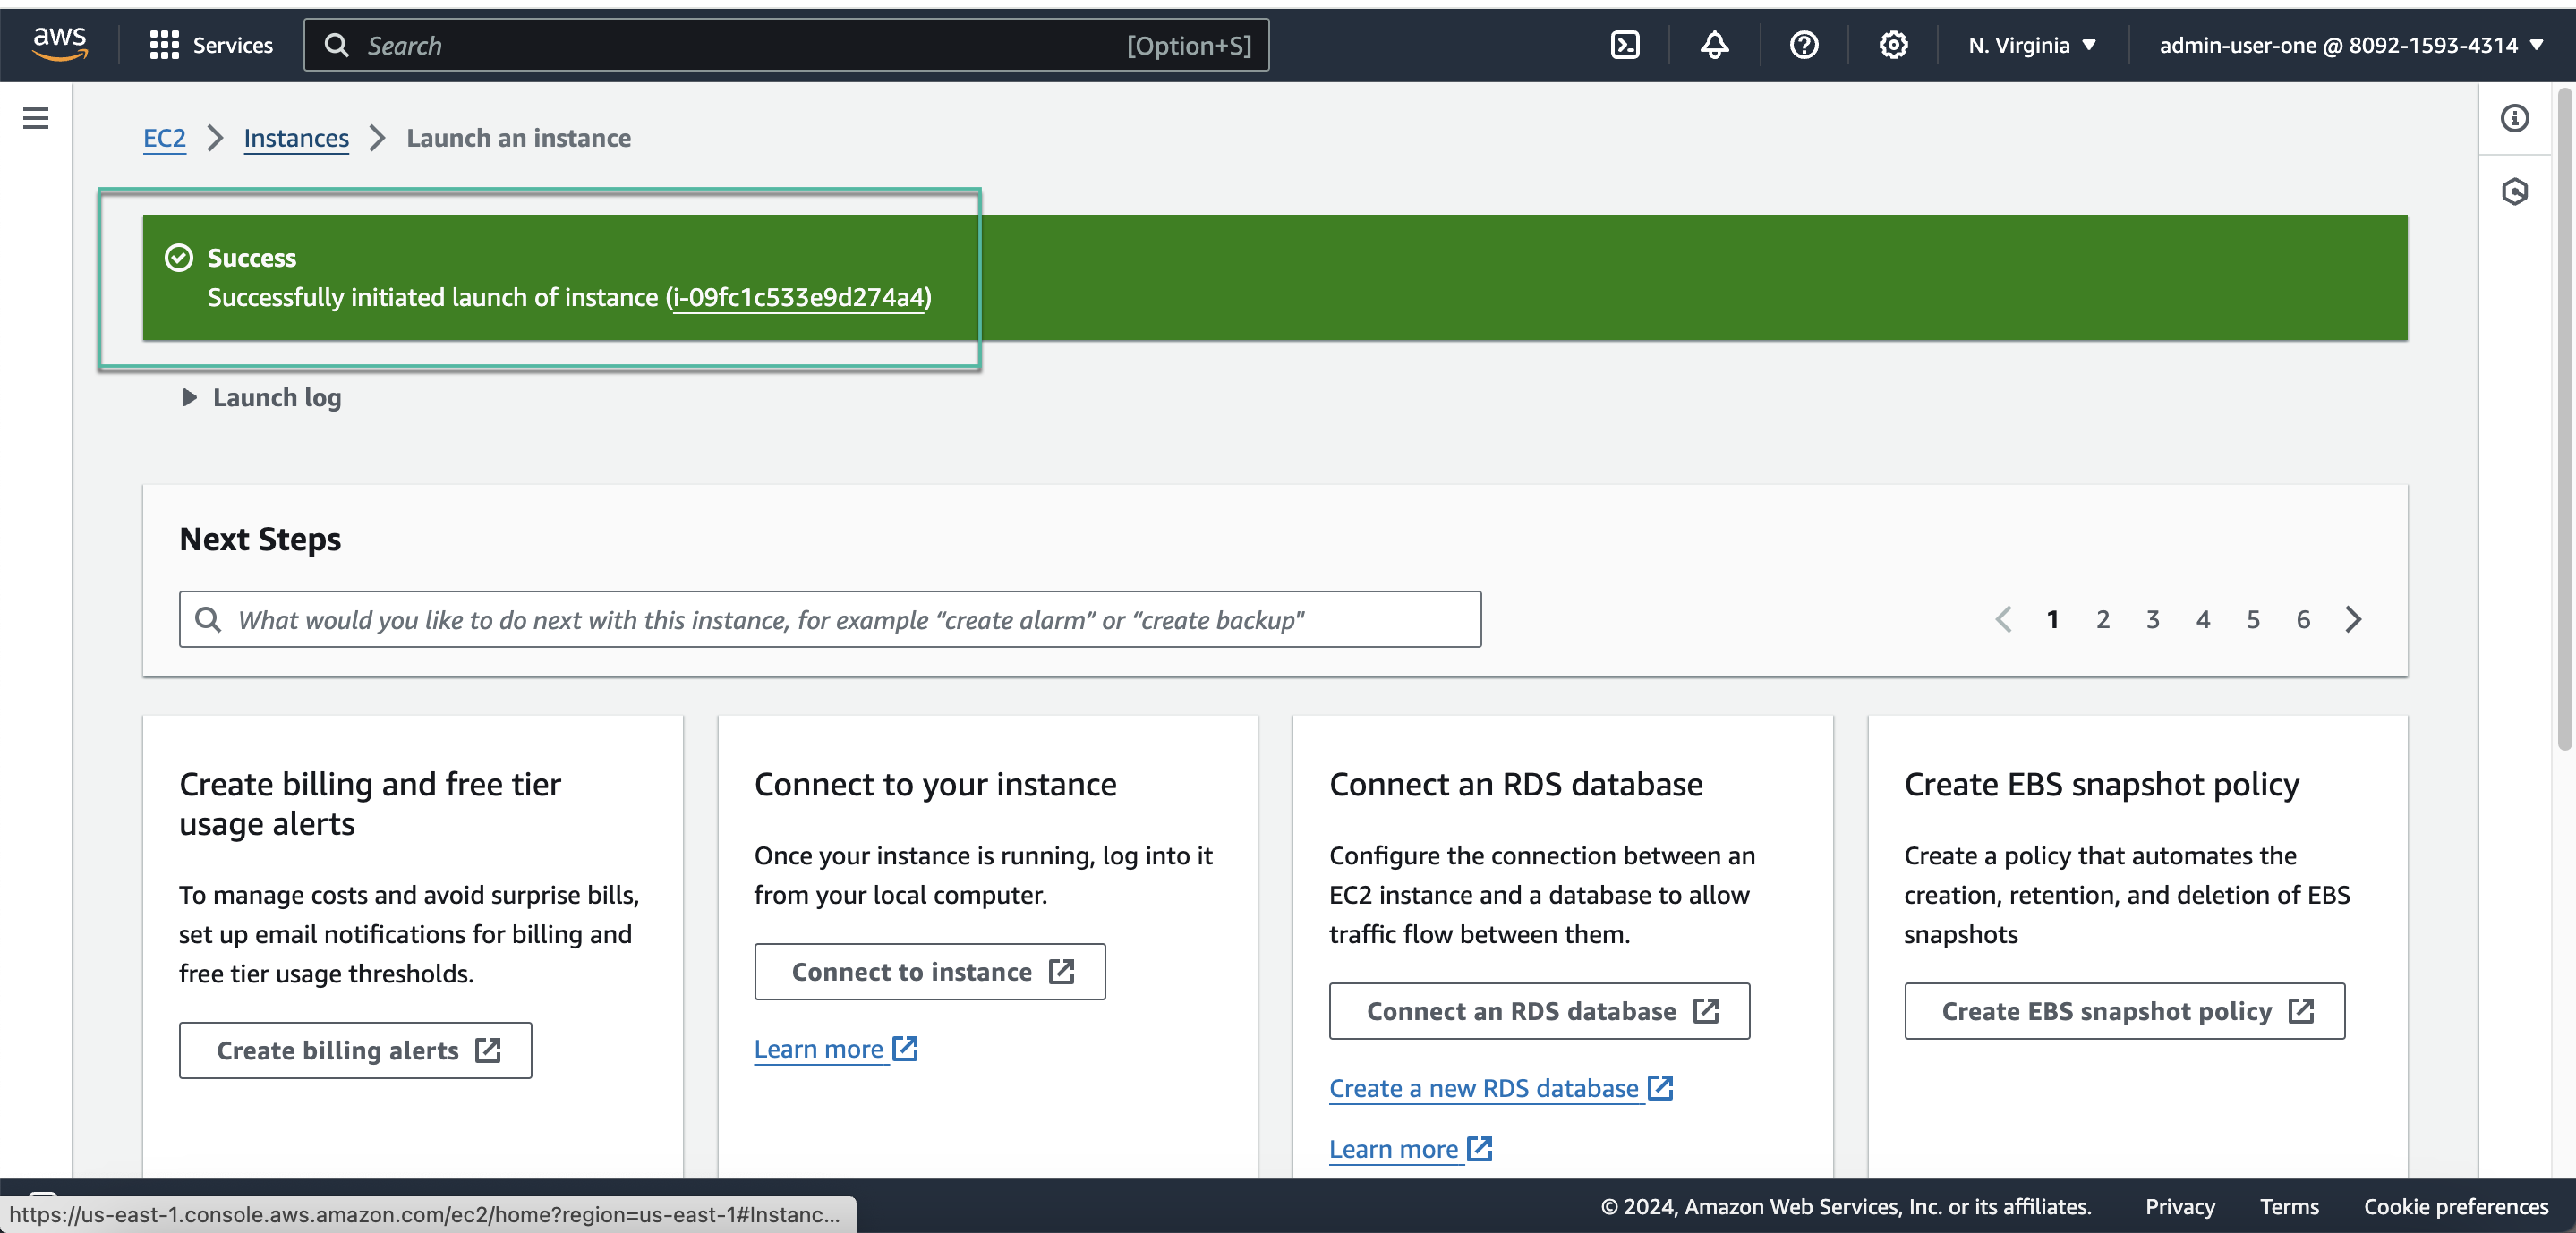 aws
Services
Search
[Option+S]
N. Virginia
admin-user-one @ 8092-1593-4314
EC2
Instances
Launch an instance
Success
Successfully initiated launch of instance (i-09fc1c533e9d274a4)
Launch log
Next Steps
What would you like to do next with this instance, for example “create alarm” or “create backup"
1 2 3 4 5 6
Create billing and free tier
usage alerts
To manage costs and avoid surprise bills,
set up email notifications for billing and
free tier usage thresholds.
Create billing alerts
Connect to your instance
Once your instance is running, log into it
from your local computer.
Connect to instance
Learn more
Connect an RDS database
Configure the connection between an
EC2 instance and a database to allow
traffic flow between them.
Connect an RDS database
Create a new RDS database
Learn more
Create EBS snapshot policy
Create a policy that automates the
creation, retention, and deletion of EBS
snapshots
Create EBS snapshot policy
https://us-east-1.console.aws.amazon.com/ec2/home?region=us-east-1#Instanc...
© 2024, Amazon Web Services, Inc. or its affiliates.
Privacy
Terms
Cookie preferences